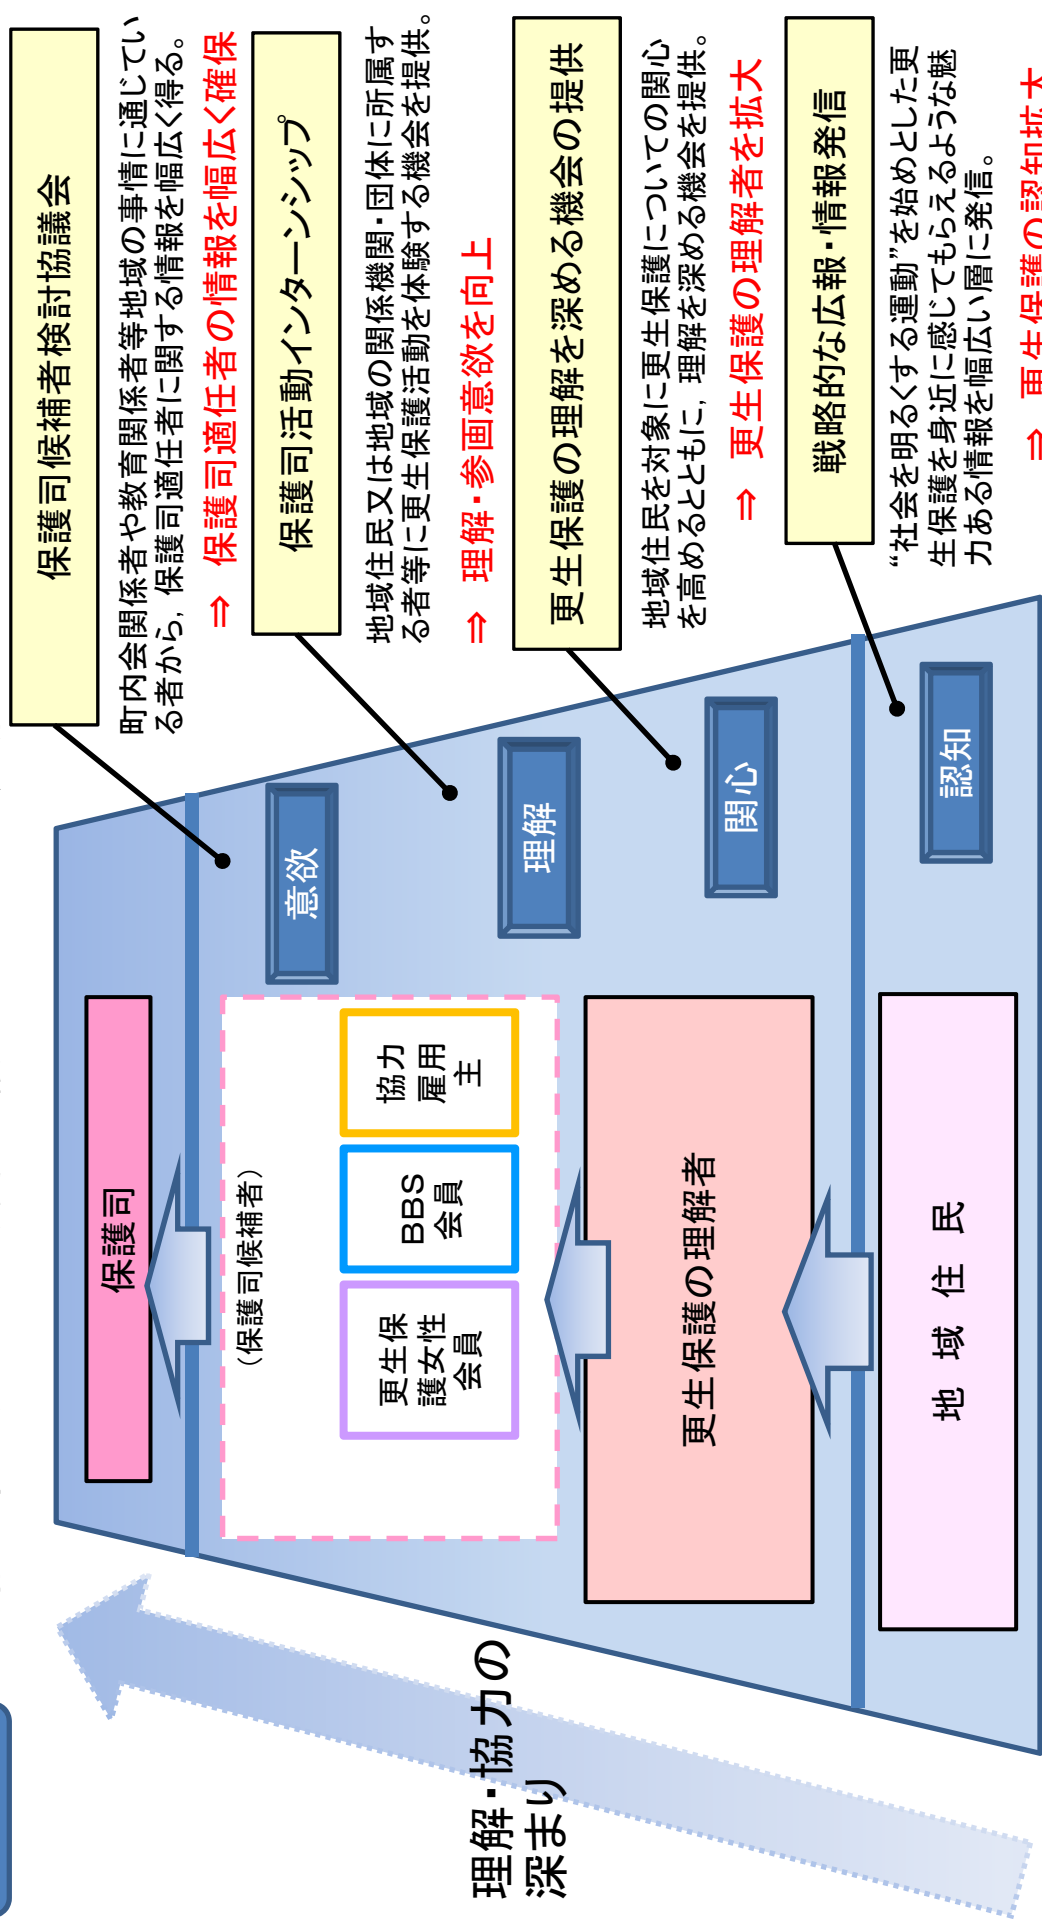 保護司候補者検討協議会
町内会関係者や教育関係者等地域の事情に通じてい
る者から，保護司適任者に関する情報を幅広く得る。
⇒ 保護司適任者の情報を幅広く確保
保護司活動インターンシップ
地域住民又は地域の関係機関・団体に所属す
る者等に更生保護活動を体験する機会を提供。
⇒ 理解・参画意欲を向上
更生保護の理解を深める機会の提供
地域住民を対象に更生保護についての関心
を高めるとともに，理解を深める機会を提供。
⇒ 更生保護の理解者を拡大
戦略的な広報・情報発信
“社会を明るくする運動”を始めとした更
生保護を身近に感じてもらえるような魅
力ある情報を幅広い層に発信。
⇒ 更生保護の認知拡大
意欲
理解
関心
認知
保護司
（保護司候補者）
更生保
護女性
会員
BBS
会員
協力
雇用
主
更生保護の理解者
地域住民
理解・協力の
深まり